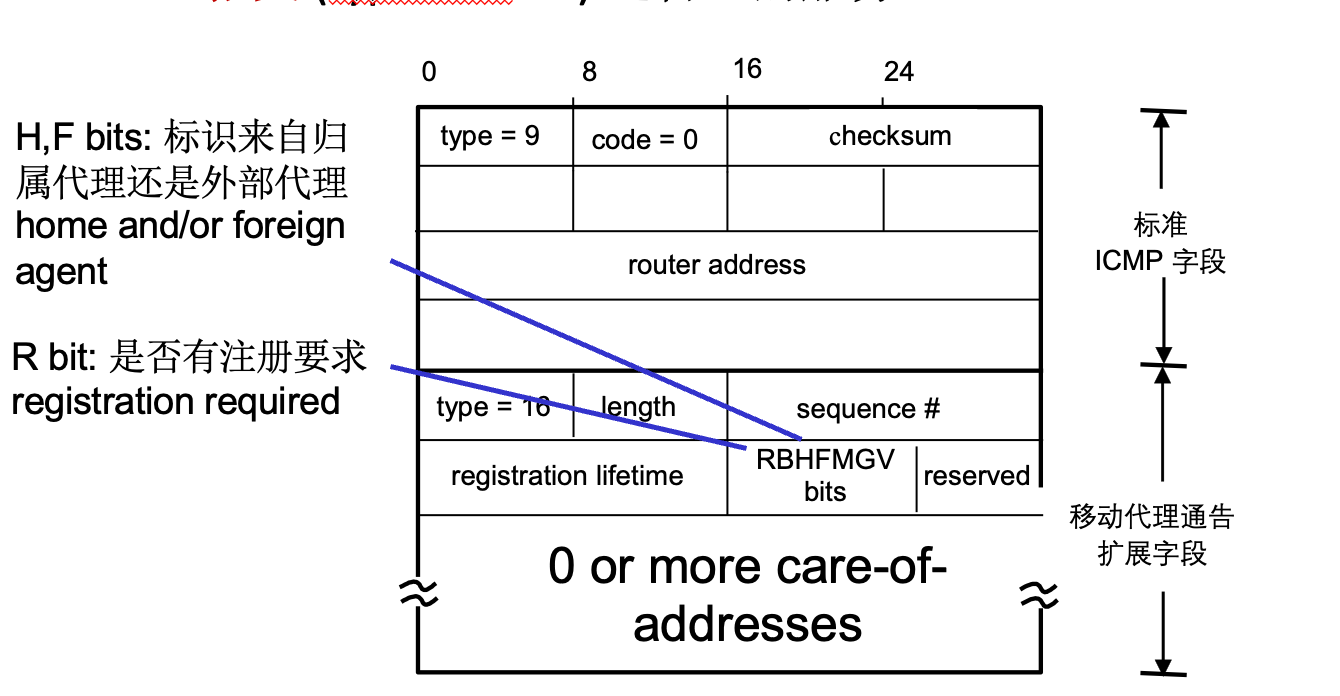 0 8 16 24
H,F bits: 标识来自归
属代理还是外部代理
home and/or foreign
agent
R bit: 是否有注册要求
registration required
type = 9 code = 0 checksum
router address
type = 16 length sequence #
registration lifetime RBHFMGV
bits reserved
0 or more care-of-
addresses
标准
ICMP 字段
移动代理通告
扩展字段